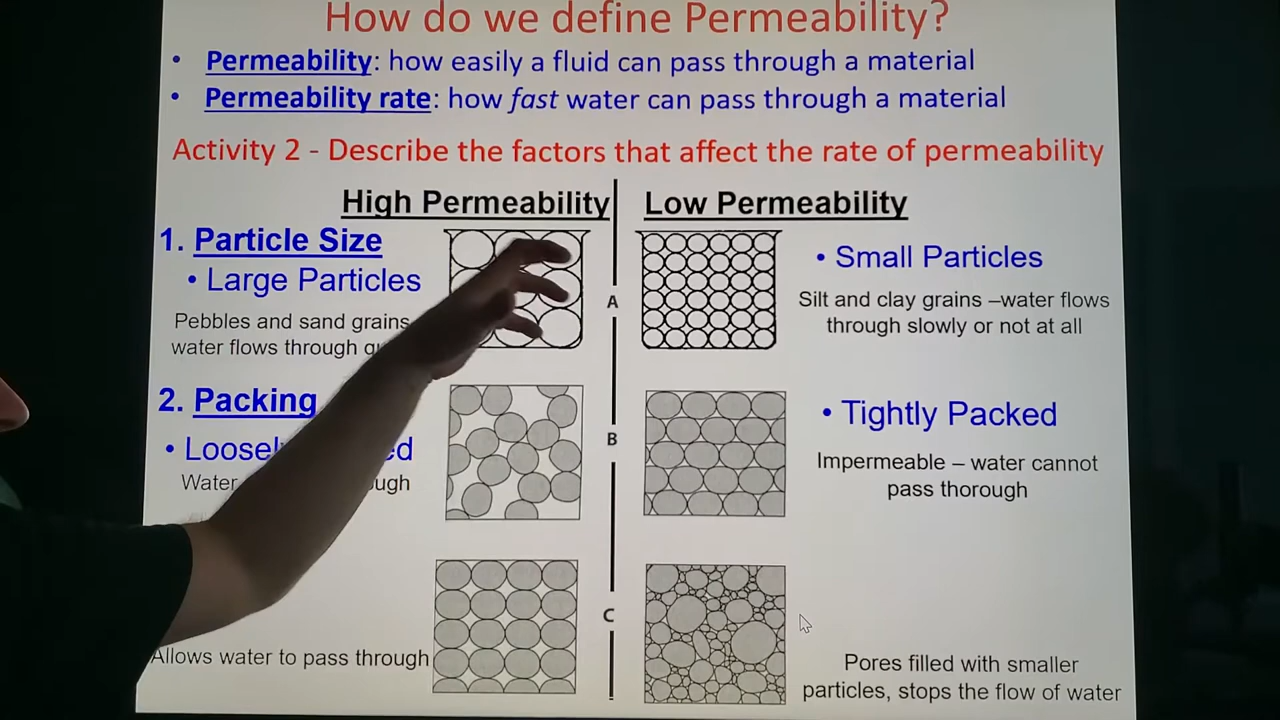 How do we define Permeability?
• Permeability: how easily a fluid can pass through a material
• Permeability rate: how fast water can pass through a material
Activity 2 - Describe the factors that affect the rate of permeability
High Permeability
Low Permeability
1. Particle Size
• Large Particles
Pebbles and sand grains
water flows through
A
• Small Particles
Silt and clay grains –water flows
through slowly or not at all
2. Packing
•
Water
B
• Tightly Packed
Impermeable – water cannot
pass thorough
Allows water to pass through
C
Pores filled with smaller
particles, stops the flow of water